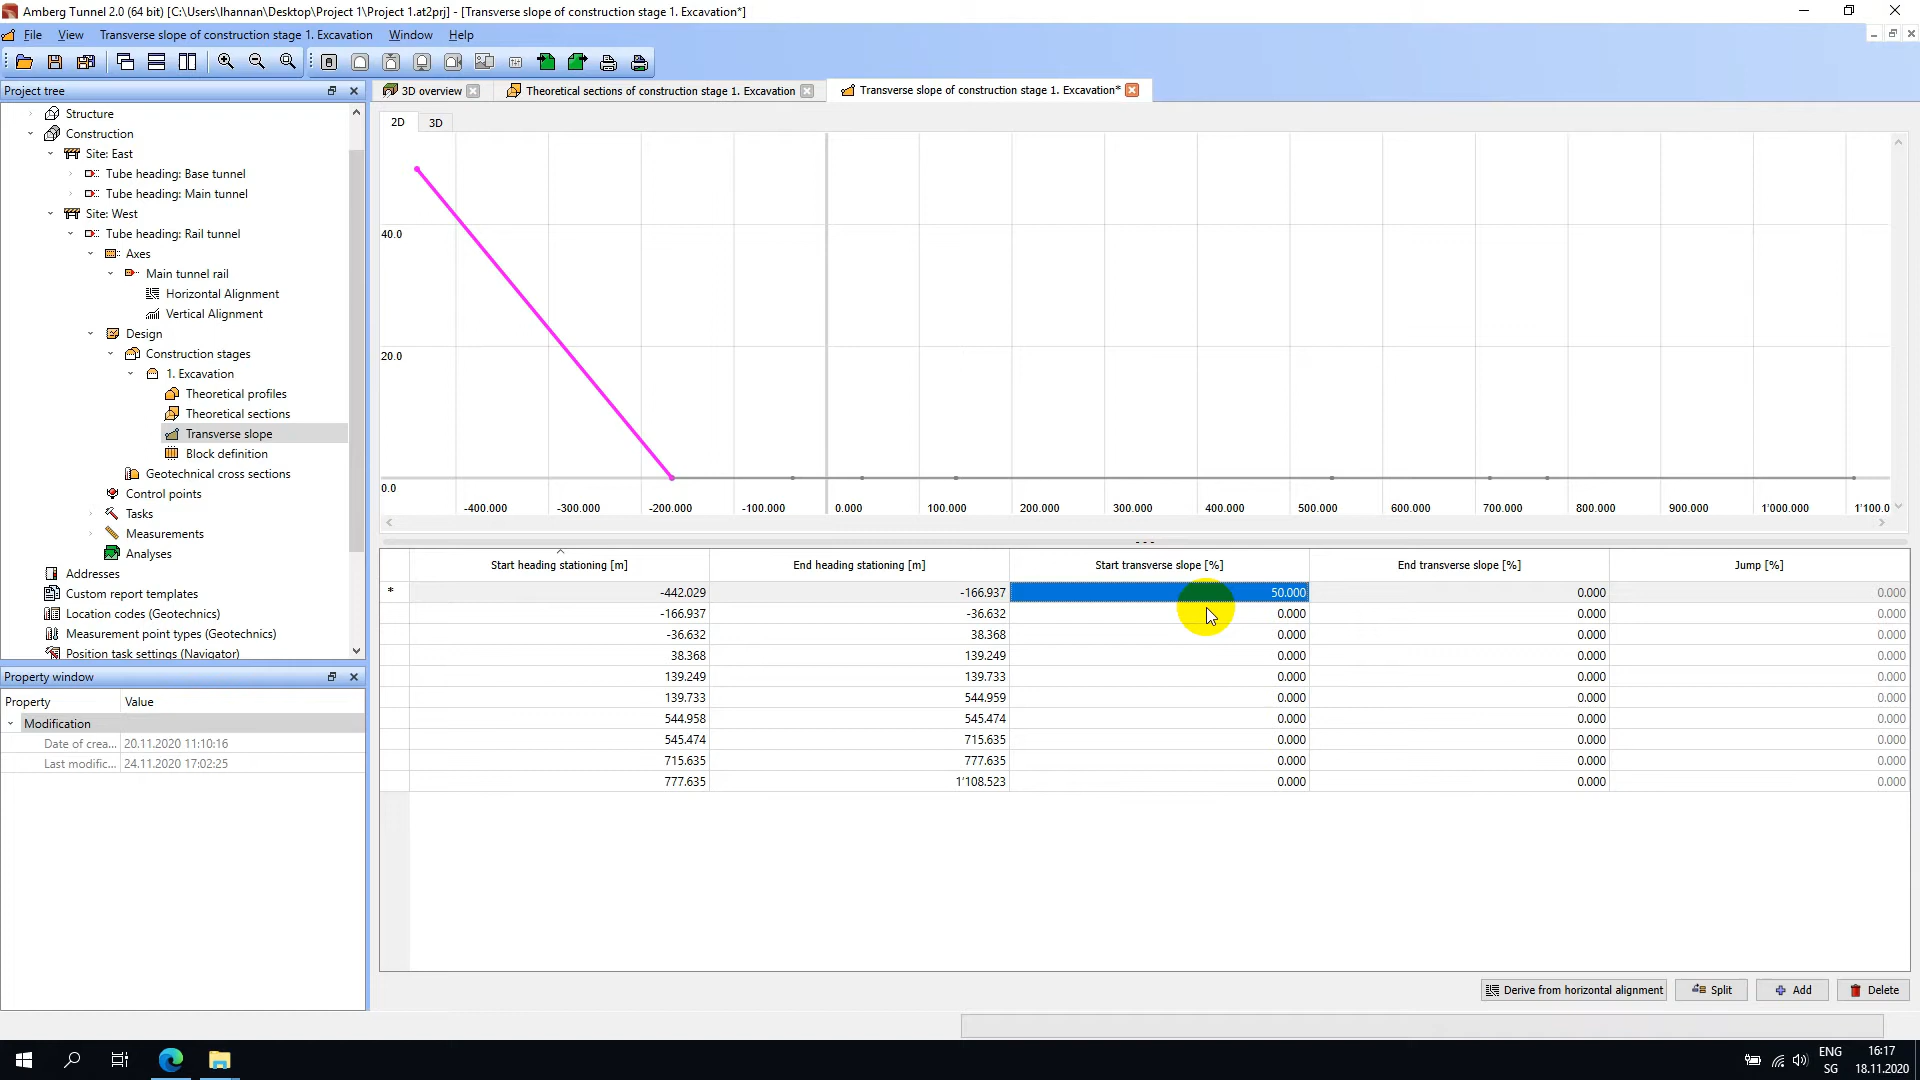 Amberg Tunnel 2.0 (64 bit) [C:\Users\lhannan\Desktop\Project 1\Project 1.at2prj] - [Transverse slope of construction stage 1. Excavation*]
File View Transverse slope of construction stage 1. Excavation Window Help
Project tree
3D overview Theoretical sections of construction stage 1. Excavation Transverse slope of construction stage 1. Excavation*
2D 3D
Structure
Construction
Site: East
Tube heading: Base tunnel
Tube heading: Main tunnel
Site: West
Tube heading: Rail tunnel
Axes
Main tunnel rail
Horizontal Alignment
Vertical Alignment
Design
Construction stages
1. Excavation
Theoretical profiles
Theoretical sections
Transverse slope
Block definition
Geotechnical cross sections
Control points
Tasks
Measurements
Analyses
Addresses
Custom report templates
Location codes (Geotechnics)
Measurement point types (Geotechnics)
Position task settings (Navigator)
40.0
20.0
0.0
-400.000 -300.000 -200.000 -100.000 0.000 100.000 200.000 300.000 400.000 500.000 600.000 700.000 800.000 900.000 1'000.000 1'100.0
Start heading stationing [m] End heading stationing [m] Start transverse slope [%] End transverse slope [%] Jump [%]
* -442.029 -166.937 50.000 0.000 0.000
-166.937 -36.632 0.000 0.000 0.000
-36.632 38.368 0.000 0.000 0.000
38.368 139.249 0.000 0.000 0.000
139.249 139.733 0.000 0.000 0.000
139.733 544.959 0.000 0.000 0.000
544.958 545.474 0.000 0.000 0.000
545.474 715.635 0.000 0.000 0.000
715.635 777.635 0.000 0.000 0.000
777.635 1'108.523 0.000 0.000 0.000
Property window
Property Value
Modification
Date of crea... 20.11.2020 11:10:16
Last modific... 24.11.2020 17:02:25
Derive from horizontal alignment Split Add Delete
ENG
SG
16:17
18.11.2020